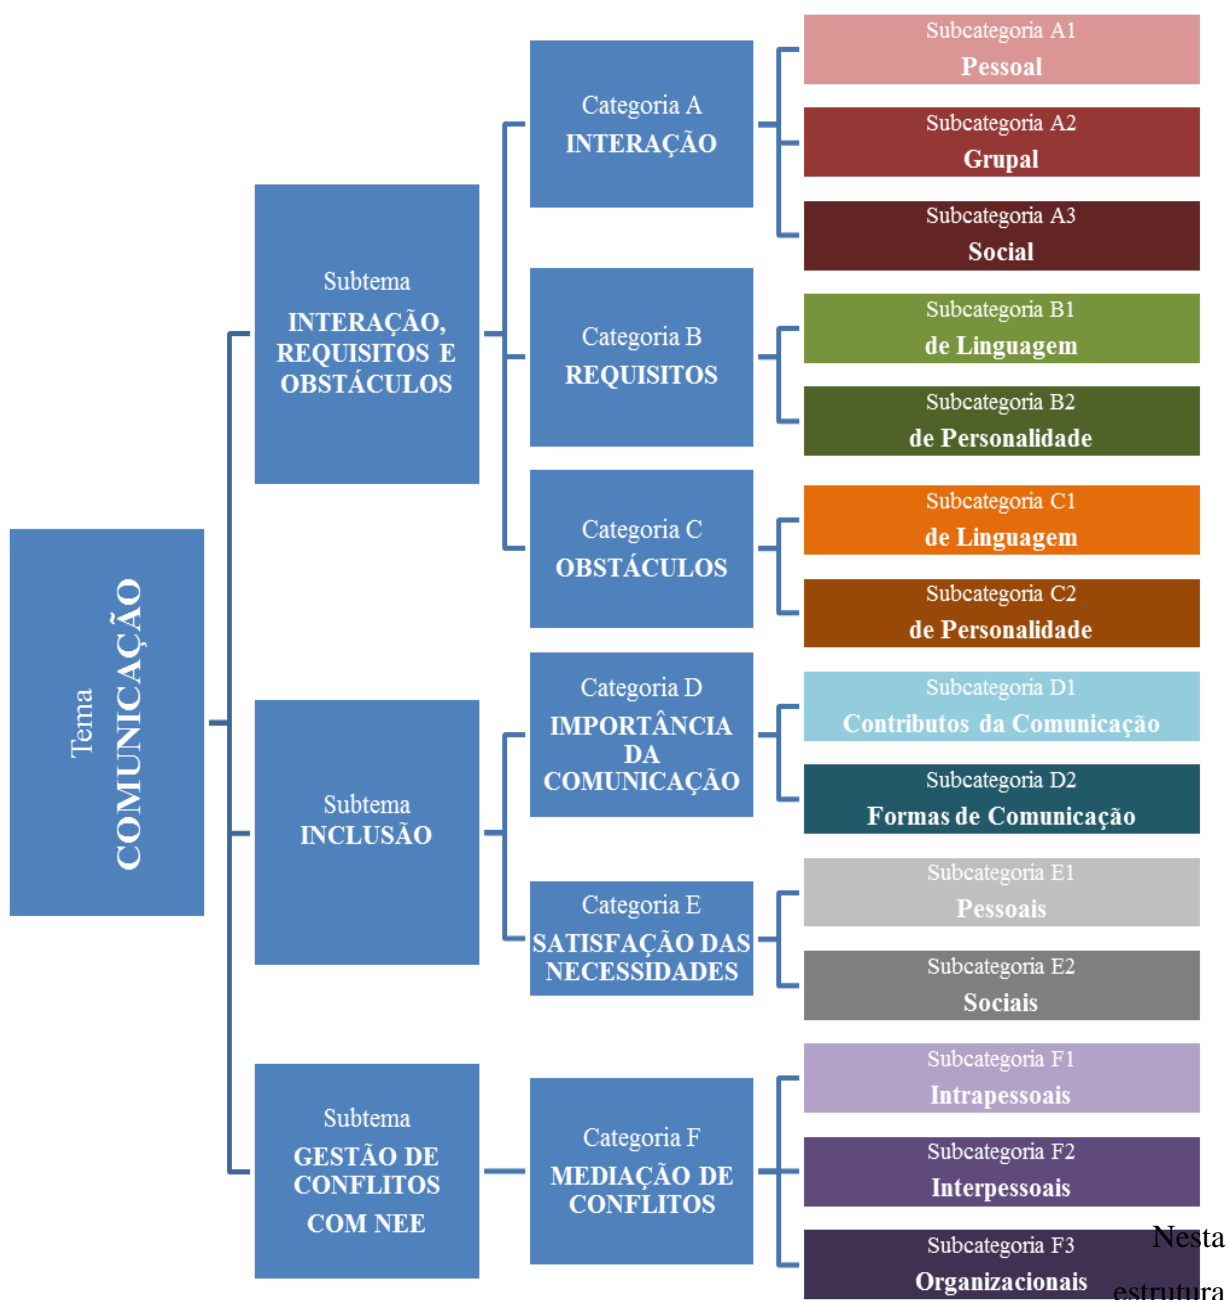 Tema
COMUNICAÇÃO
Subtema
INTERAÇÃO,
REQUISITOS E
OBSTÁCULOS
Categoria A
INTERAÇÃO
Subcategoria A1
Pessoal
Subcategoria A2
Grupal
Subcategoria A3
Social
Categoria B
REQUISITOS
Subcategoria B1
de Linguagem
Subcategoria B2
de Personalidade
Categoria C
OBSTÁCULOS
Subcategoria C1
de Linguagem
Subcategoria C2
de Personalidade
Subtema
INCLUSÃO
Categoria D
IMPORTÂNCIA
DA
COMUNICAÇÃO
Subcategoria D1
Contributos da Comunicação
Subcategoria D2
Formas de Comunicação
Categoria E
SATISFAÇÃO DAS
NECESSIDADES
Subcategoria E1
Pessoais
Subcategoria E2
Sociais
Subtema
GESTÃO DE
CONFLITOS
COM NEE
Categoria F
MEDIAÇÃO DE
CONFLITOS
Subcategoria F1
Intrapessoais
Subcategoria F2
Interpessoais
Subcategoria F3
Organizacionais
Nesta
estrutura